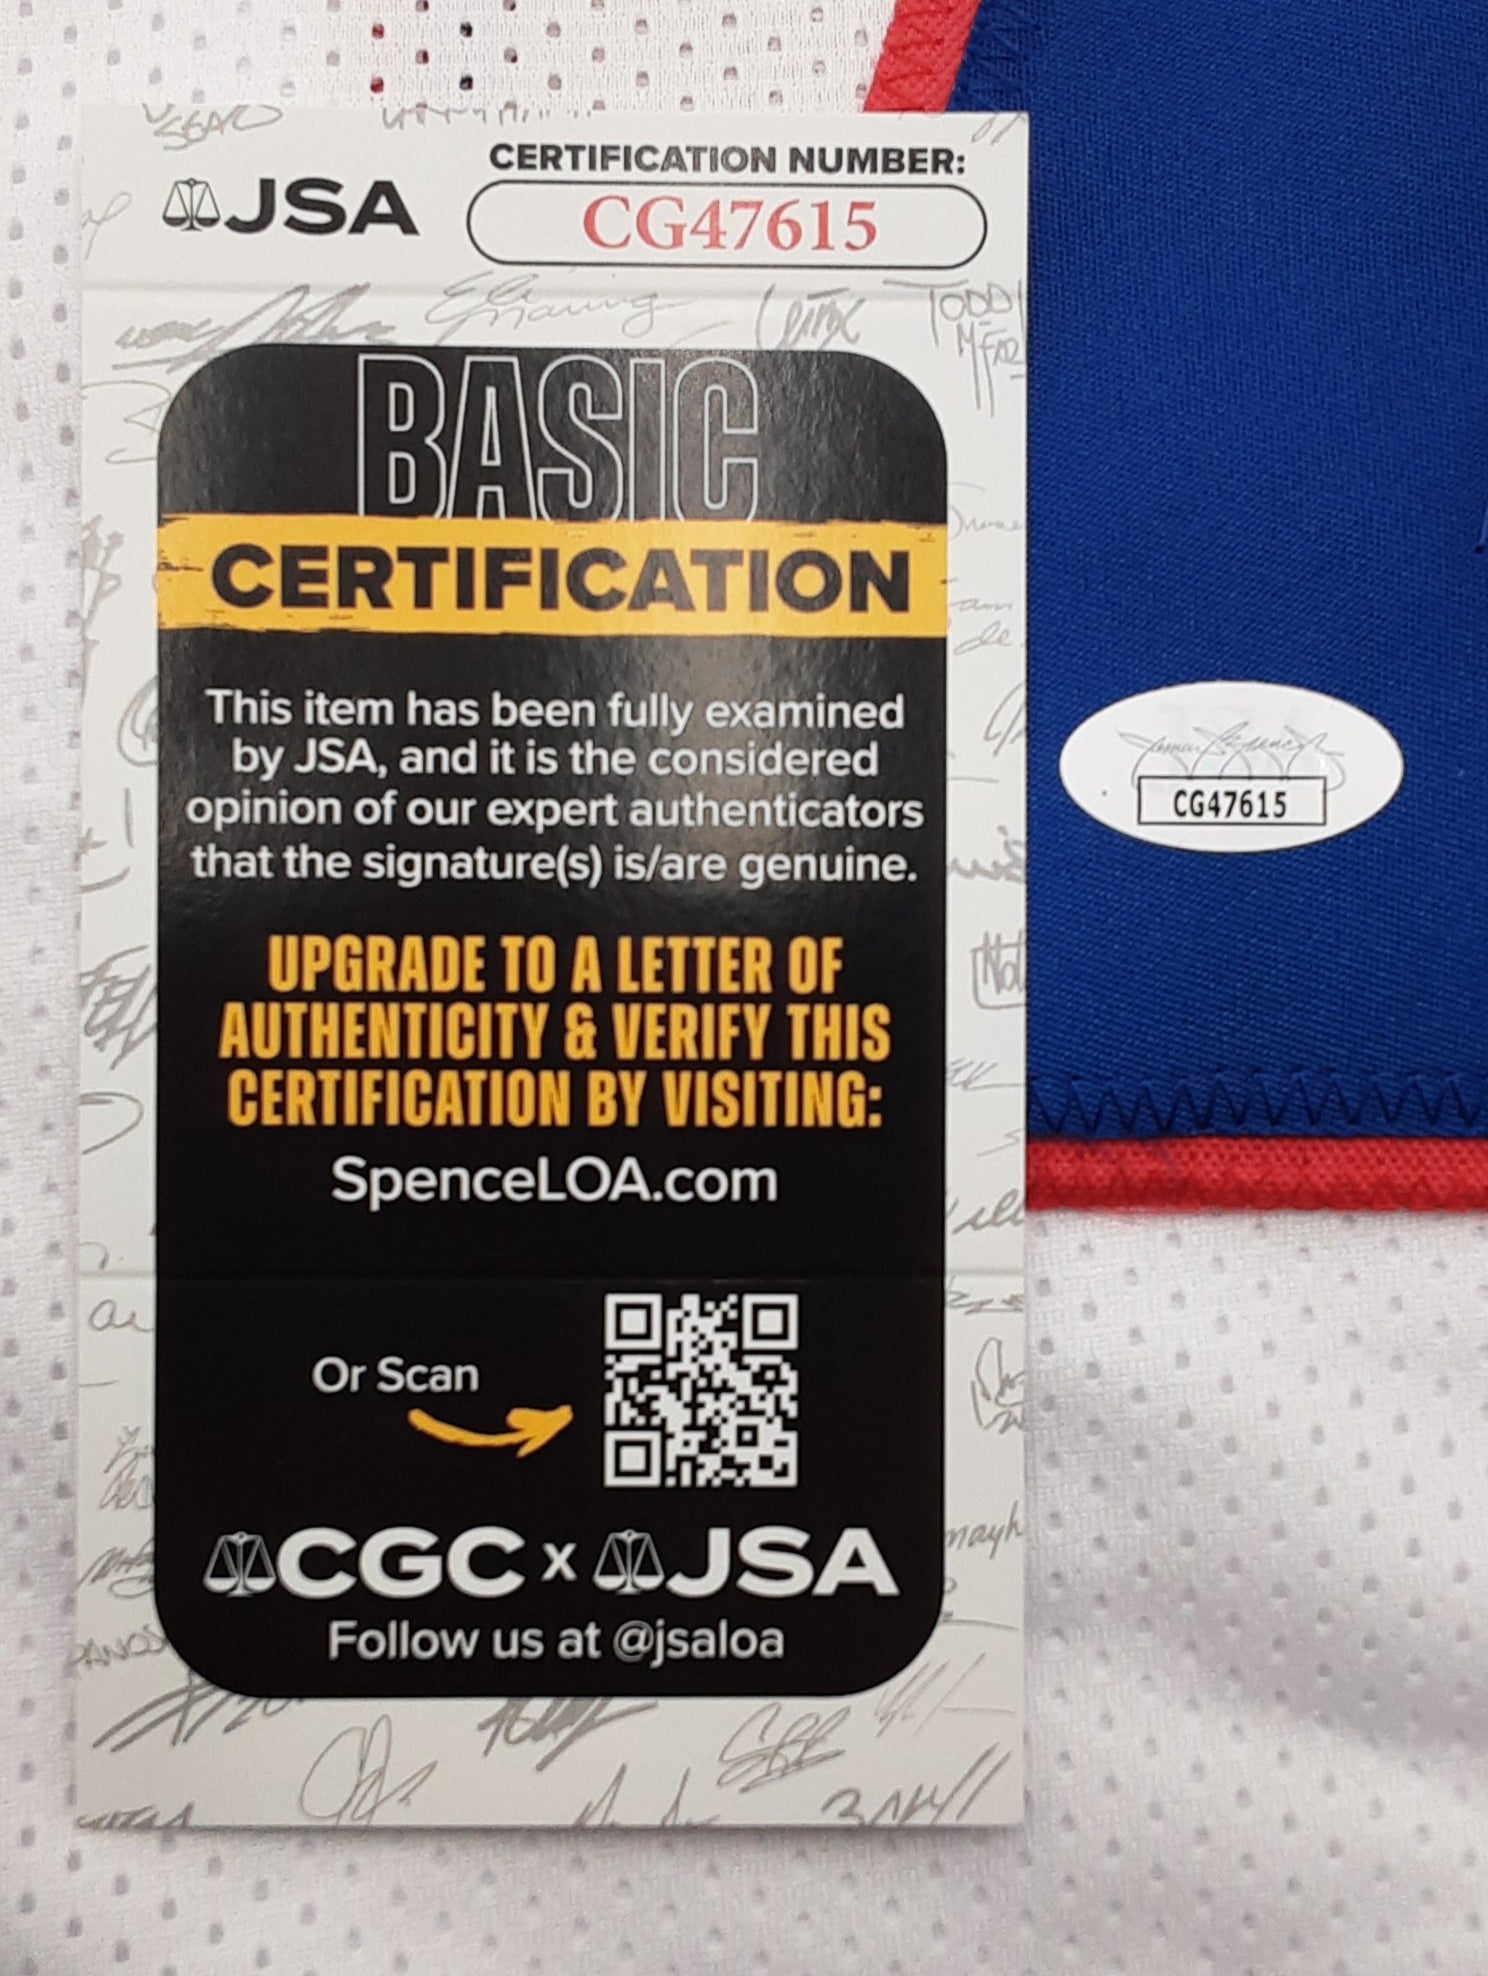 JSA
CERTIFICATION NUMBER:
CG47615
BASIC
CERTIFICATION
This item has been fully examined
by JSA, and it is the considered
opinion of our expert authenticators
that the signature(s) is/are genuine.
UPGRADE TO A LETTER OF
AUTHENTICITY & VERIFY THIS
CERTIFICATION BY VISITING:
SpenceLOA.com
Or Scan
CGC x JSA
Follow us at @jsaloa
CG47615